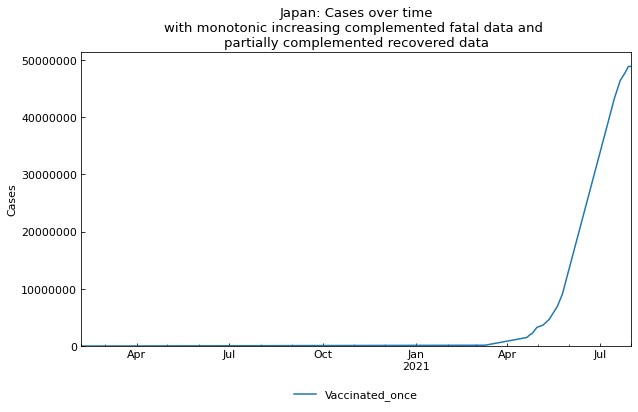 Japan: Cases over time
with monotonic increasing complemented fatal data and
partially complemented recovered data
50000000
40000000
30000000
20000000
10000000
0
Cases
Apr
Jul
Oct
Jan
2021
Apr
Jul
Vaccinated_once